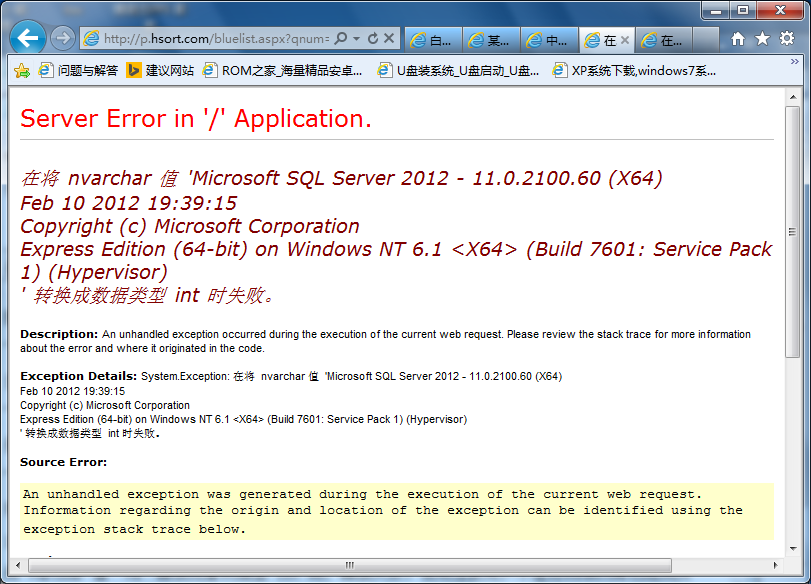 http://p.hsort.com/bluelist.aspx?qnum=
白...
某...
中...
在
在...
问题与解答
建议网站
ROM之家_海量精品安卓...
U盘装系统_U盘启动_U盘...
XP系统下载,windows7系...
Server Error in '/' Application.
在将 nvarchar 值 'Microsoft SQL Server 2012 - 11.0.2100.60 (X64)
Feb 10 2012 19:39:15
Copyright (c) Microsoft Corporation
Express Edition (64-bit) on Windows NT 6.1 <X64> (Build 7601: Service Pack
1) (Hypervisor)
' 转换成数据类型 int 时失败。
Description: An unhandled exception occurred during the execution of the current web request. Please review the stack trace for more information
about the error and where it originated in the code.
Exception Details: System.Exception: 在将 nvarchar 值 'Microsoft SQL Server 2012 - 11.0.2100.60 (X64)
Feb 10 2012 19:39:15
Copyright (c) Microsoft Corporation
Express Edition (64-bit) on Windows NT 6.1 <X64> (Build 7601: Service Pack 1) (Hypervisor)
' 转换成数据类型 int 时失败。
Source Error:
An unhandled exception was generated during the execution of the current web request.
Information regarding the origin and location of the exception can be identified using the
exception stack trace below.